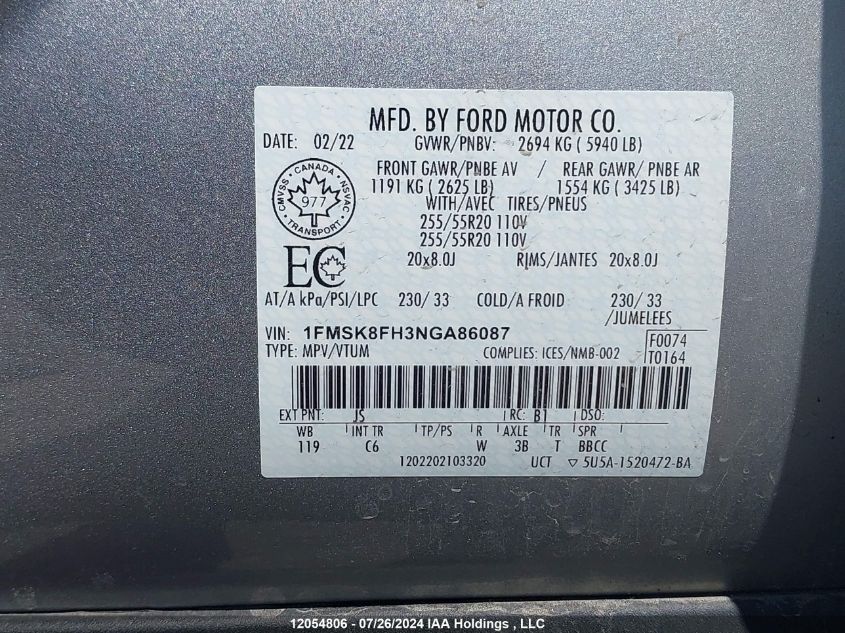 MFD. BY FORD MOTOR CO.
DATE: 02/22 GVWR/PNBV: 2694 KG ( 5940 LB)
FRONT GAWR/PNBE AV / REAR GAWR/ PNBE AR
1191 KG ( 2625 LB) 1554 KG ( 3425 LB)
WITH/AVEC TIRES/PNEUS
255/55R20 110V
255/55R20 110V
CANADA
CMVSS - NSVAC
977
TRANSPORT
EC
20x8.0J RIMS/JANTES 20x8.0J
AT/A kPa/PSI/LPC 230/ 33 COLD/A FROID 230/ 33
/JUMELEES
VIN: 1FMSK8FH3NGA86087
F0074
TYPE: MPV/VTUM COMPLIES: ICES/NMB-002
T0164
EXT PNT: JS RC: B1 DSO:
WB INT TR TP/PS R AXLE TR SPR
119 C6 W 3B T BBCC
1202202103320 UCT ▽ 5U5A-1520472-BA
12054806 - 07/26/2024 IAA Holdings , LLC